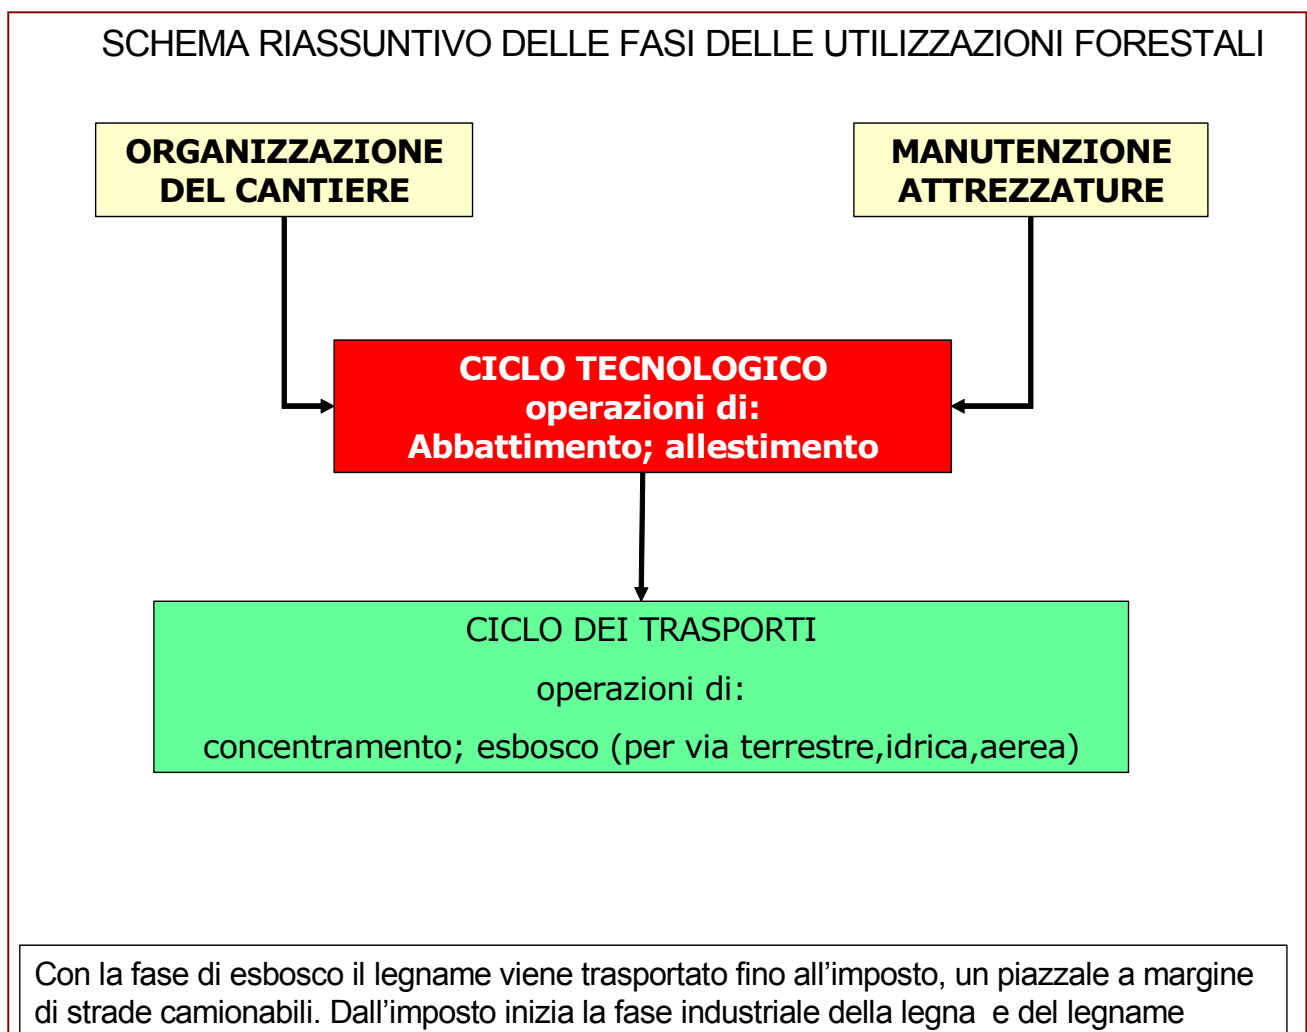 SCHEMA RIASSUNTIVO DELLE FASI DELLE UTILIZZAZIONI FORESTALI
ORGANIZZAZIONE
DEL CANTIERE
MANUTENZIONE
ATTREZZATURE
CICLO TECNOLOGICO
operazioni di:
Abbattimento; allestimento
CICLO DEI TRASPORTI
operazioni di:
concentramento; esbosco (per via terrestre,idrica,aerea)
Con la fase di esbosco il legname viene trasportato fino all’imposto, un piazzale a margine
di strade camionabili. Dall’imposto inizia la fase industriale della legna e del legname